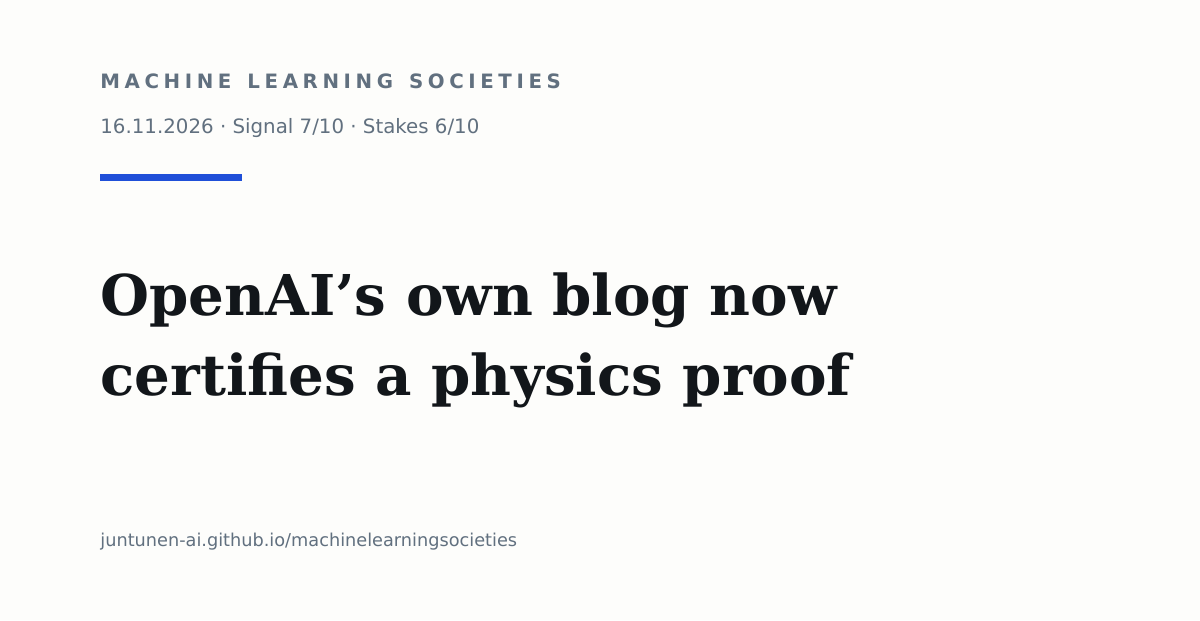 MACHINE LEARNING SOCIETIES
16.11.2026 · Signal 7/10 · Stakes 6/10
OpenAI’s own blog now
certifies a physics proof
juntunen-ai.github.io/machinelearningsocieties